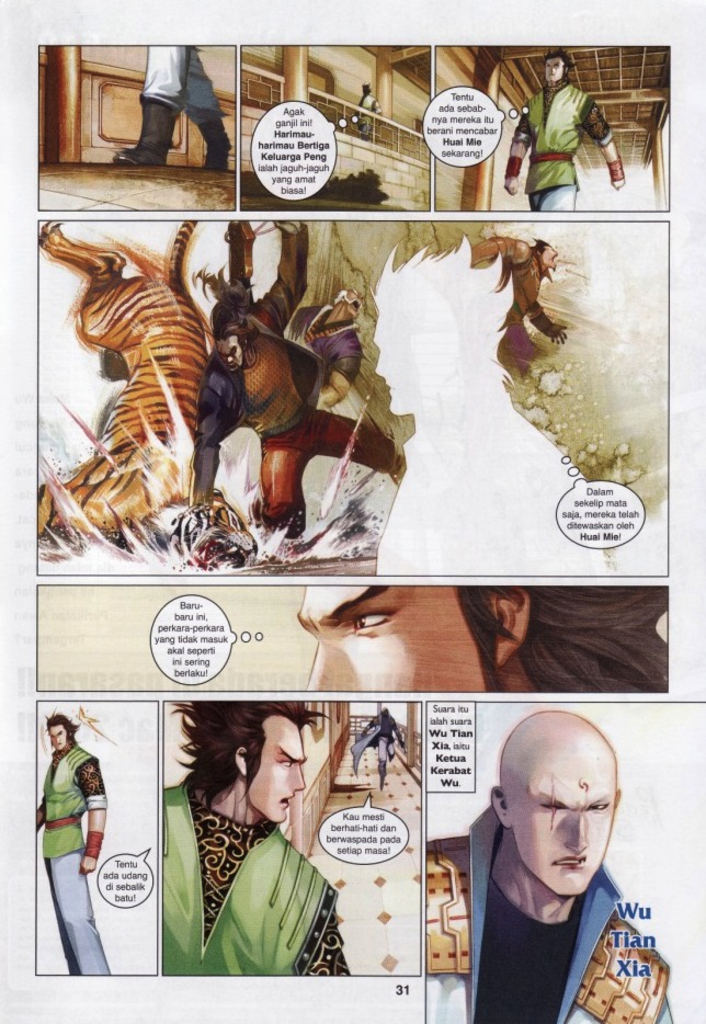 Agak
ganjil ini!
Harimau-
harimau Bertiga
Keluarga Peng
ialah jaguh-jaguh
yang amat
biasa!
Tentu
ada sebab-
nya mereka itu
berani mencabar
Huai Mie
sekarang!
Dalam
sekelip mata
saja, mereka telah
ditewaskan oleh
Huai Mie!
Baru-
baru ini,
perkara-perkara
yang tidak masuk
akal seperti
ini sering
berlaku!
Tentu
ada udang
di sebalik
batu!
Kau mesti
berhati-hati dan
berwaspada pada
setiap masa!
Suara itu
ialah suara
Wu Tian
Xia, iaitu
Ketua
Kerabat
Wu.
Wu
Tian
Xia
31